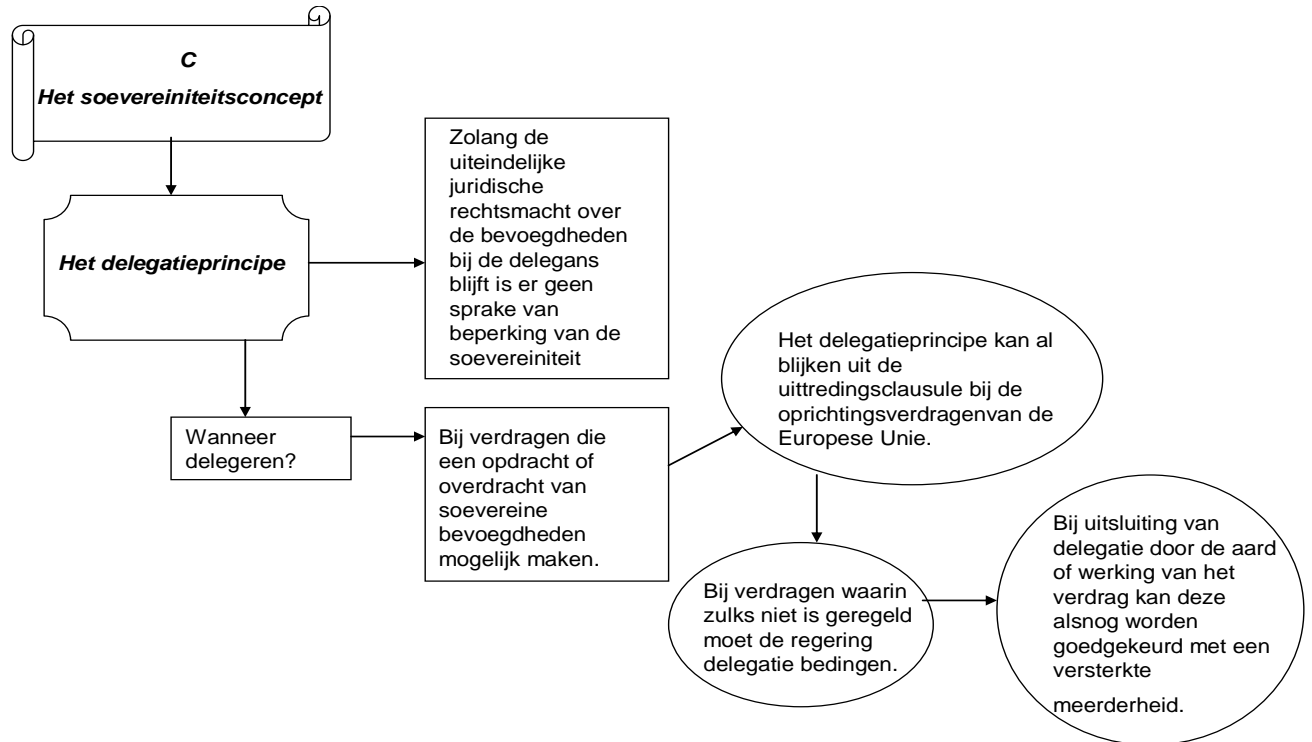 C
Het soevereiniteitsconcept
Het delegatieprincipe
Zolang de
uiteindelijke
juridische
rechtsmacht over
de bevoegdheden
bij de delegans
blijft is er geen
sprake van
beperking van de
soevereiniteit
Wanneer
delegeren?
Bij verdragen die
een opdracht of
overdracht van
soevereine
bevoegdheden
mogelijk maken.
Het delegatieprincipe kan al
blijken uit de
uittredingsclausule bij de
oprichtingsverdragenvan de
Europese Unie.
Bij verdragen waarin
zulks niet is geregeld
moet de regering
delegatie bedingen.
Bij uitsluiting van
delegatie door de aard
of werking van het
verdrag kan deze
alsnog worden
goedgekeurd met een
versterkte
meerderheid.